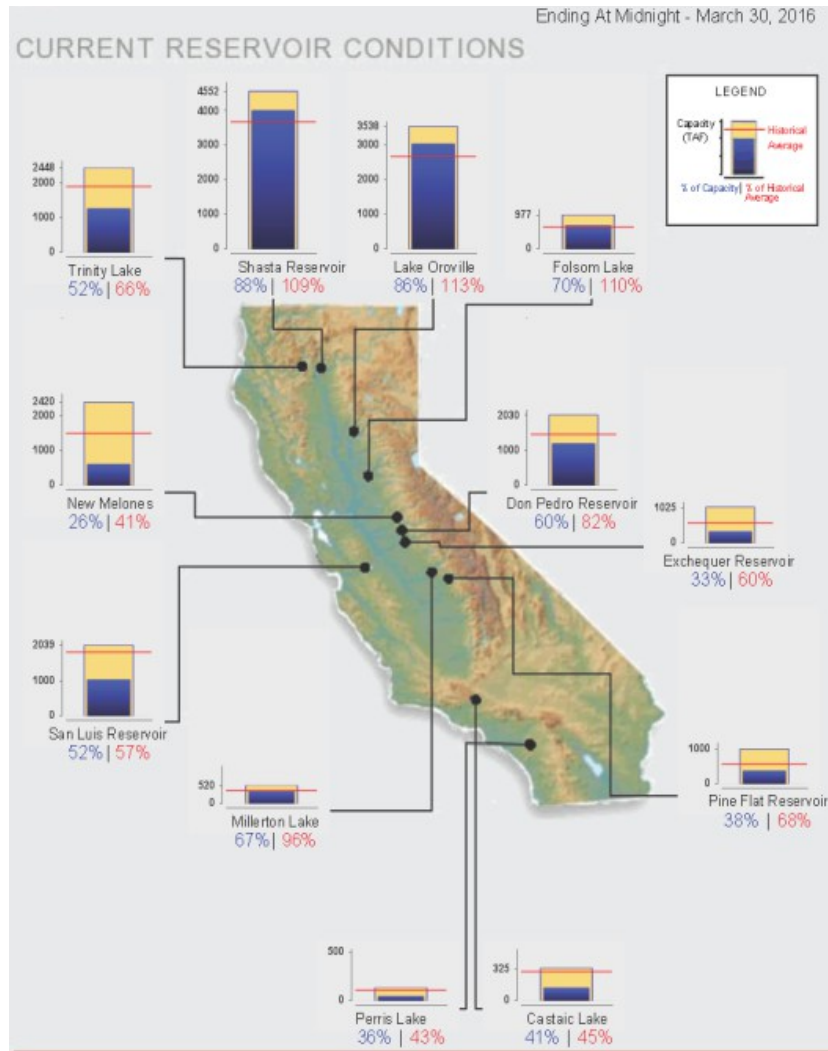 Ending At Midnight - March 30, 2016
CURRENT RESERVOIR CONDITIONS
LEGEND
Capacity
(TAF)
Historical
Average
% of Capacity | % of Historical
Average
2448
2000
1000
0
Trinity Lake
52% | 66%
4552
4000
3000
2000
1000
0
Shasta Reservoir
88% | 109%
3538
3000
2000
1000
0
Lake Oroville
86% | 113%
977
0
Folsom Lake
70% | 110%
2420
2000
1000
0
New Melones
26% | 41%
2030
1000
0
Don Pedro Reservoir
60% | 82%
1025
0
Exchequer Reservoir
33% | 60%
2039
1000
0
San Luis Reservoir
52% | 57%
520
0
Millerton Lake
67% | 96%
1000
0
Pine Flat Reservoir
38% | 68%
500
0
Perris Lake
36% | 43%
325
0
Castaic Lake
41% | 45%